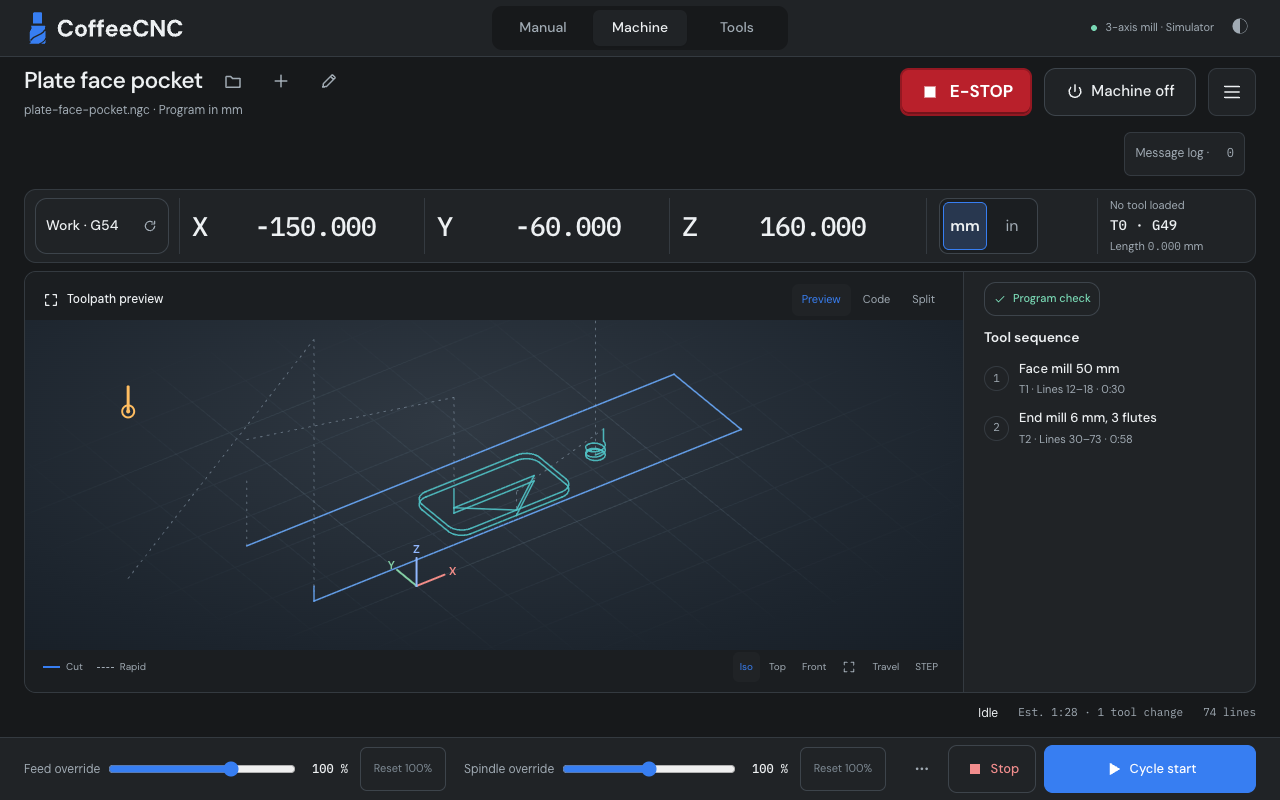 CoffeeCNC
Manual
Machine
Tools
3-axis mill · Simulator
Plate face pocket
plate-face-pocket.ngc · Program in mm
E-STOP
Machine off
Message log · 0
Work · G54
X -150.000
Y -60.000
Z 160.000
mm
in
No tool loaded
T0 · G49
Length 0.000 mm
Toolpath preview
Preview
Code
Split
Program check
Tool sequence
1
Face mill 50 mm
T1 · Lines 12–18 · 0:30
2
End mill 6 mm, 3 flutes
T2 · Lines 30–73 · 0:58
Z
Y
X
Cut
Rapid
Iso
Top
Front
Travel
STEP
Idle
Est. 1:28 · 1 tool change
74 lines
Feed override
100 %
Reset 100%
Spindle override
100 %
Reset 100%
Stop
Cycle start